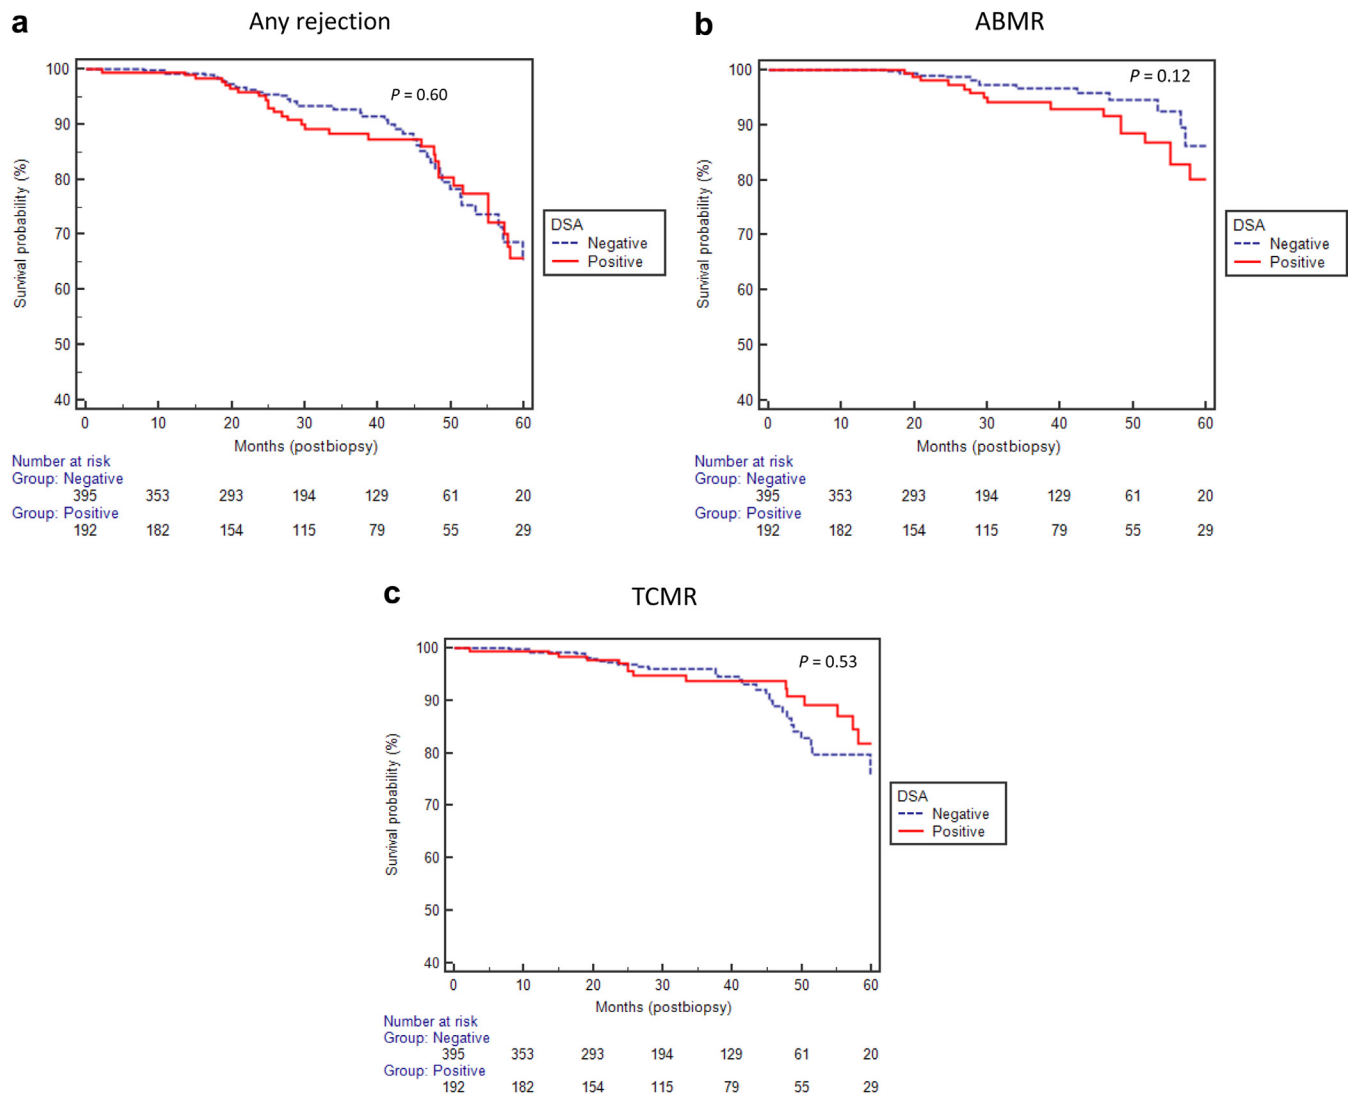 a
Any rejection
100
90
80
70
60
50
40
Survival probability (%)
P = 0.60
0 10 20 30 40 50 60
Months (postbiopsy)
DSA
Negative
Positive
Number at risk
Group: Negative
395 353 293 194 129 61 20
Group: Positive
192 182 154 115 79 55 29
b
ABMR
100
90
80
70
60
50
40
Survival probability (%)
P = 0.12
0 10 20 30 40 50 60
Months (postbiopsy)
DSA
Negative
Positive
Number at risk
Group: Negative
395 353 293 194 129 61 20
Group: Positive
192 182 154 115 79 55 29
c
TCMR
100
90
80
70
60
50
40
Survival probability (%)
P = 0.53
0 10 20 30 40 50 60
Months (postbiopsy)
DSA
Negative
Positive
Number at risk
Group: Negative
395 353 293 194 129 61 20
Group: Positive
192 182 154 115 79 55 29